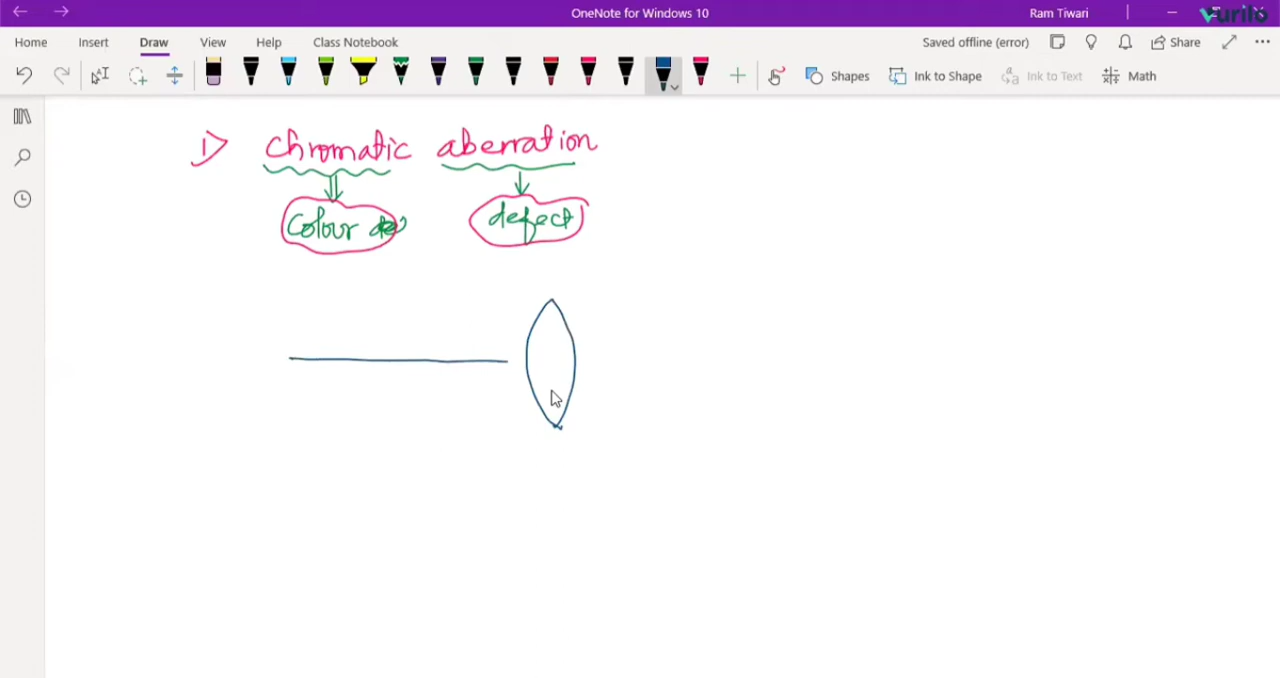 OneNote for Windows 10
Ram Tiwari
Yurilo
Home Insert Draw View Help Class Notebook
Saved offline (error) Share
Shapes Ink to Shape Ink to Text Math
1) chromatic aberration
Colour defect